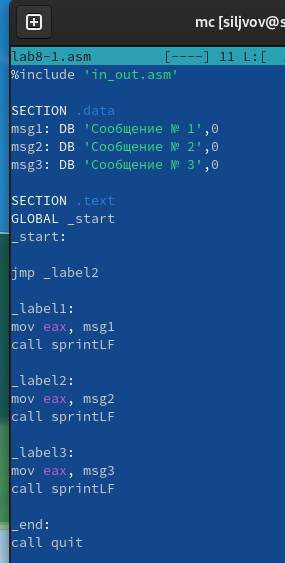 mc [siljvov@s
lab8-1.asm [----] 11 L:[
%include 'in_out.asm'
SECTION .data
msg1: DB 'Сообщение № 1',0
msg2: DB 'Сообщение № 2',0
msg3: DB 'Сообщение № 3',0
SECTION .text
GLOBAL _start
_start:
jmp _label2
_label1:
mov eax, msg1
call sprintLF
_label2:
mov eax, msg2
call sprintLF
_label3:
mov eax, msg3
call sprintLF
_end:
call quit